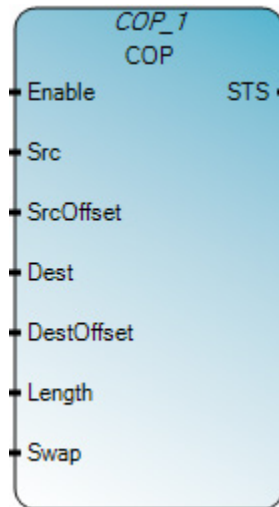 COP_1
COP
Enable STS
Src
SrcOffset
Dest
DestOffset
Length
Swap